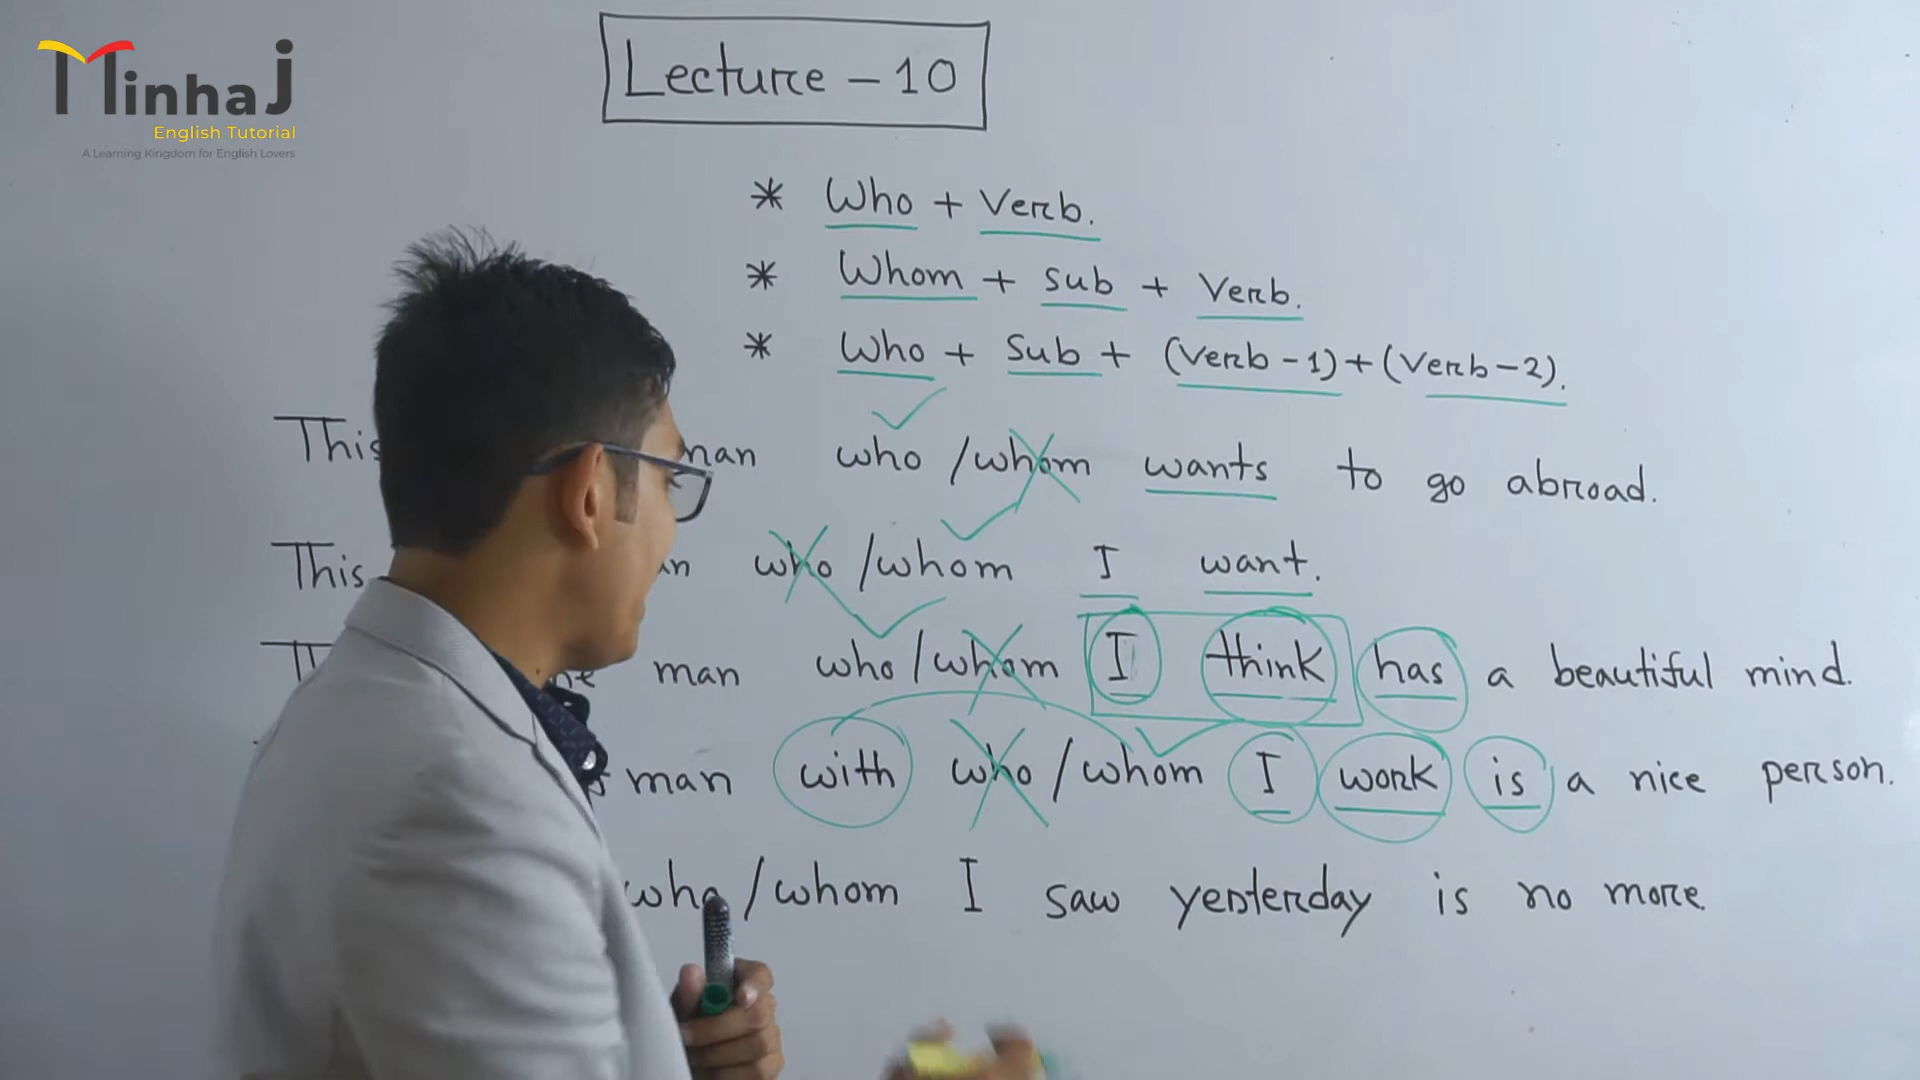 Minhaj
English Tutorial
A Learning Kingdom for English Lovers
Lecture - 10
* Who + Verb.
* Whom + Sub + Verb.
* Who + Sub + (Verb - 1) + (Verb - 2).
This man who / whom wants to go abroad.
This who / whom I want.
man who / whom I think has a beautiful mind.
man with who / whom I work is a nice person.
who / whom I saw yesterday is no more.